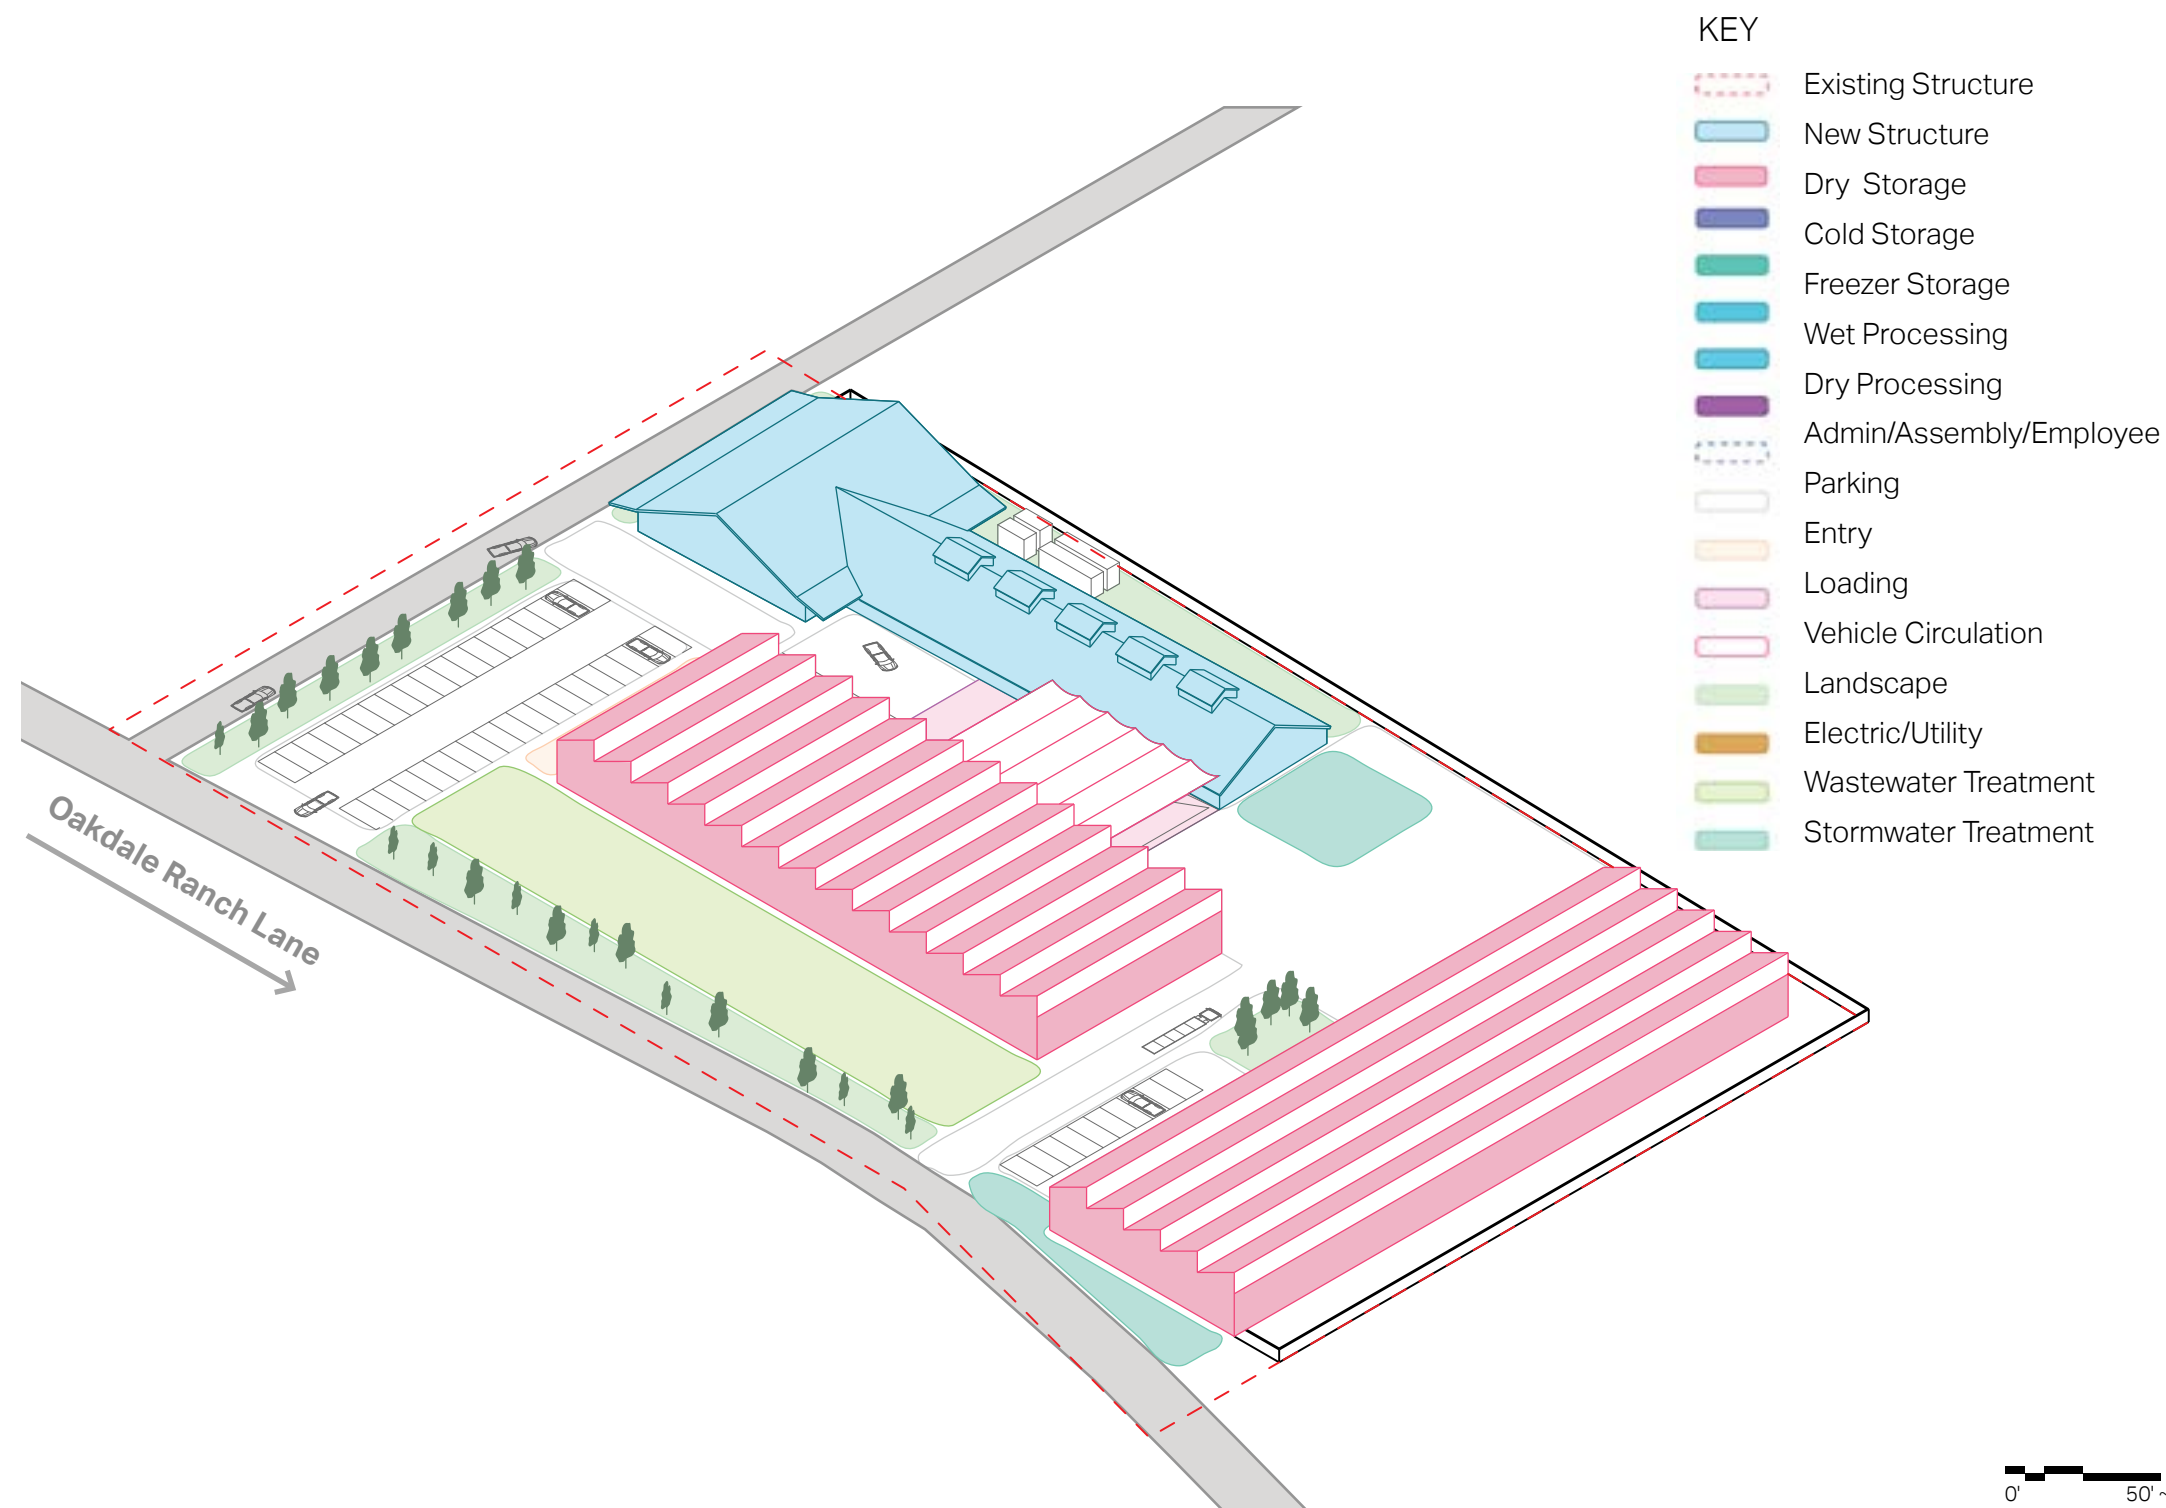 KEY
Existing Structure
New Structure
Dry Storage
Cold Storage
Freezer Storage
Wet Processing
Dry Processing
Admin/Assembly/Employee
Parking
Entry
Loading
Vehicle Circulation
Landscape
Electric/Utility
Wastewater Treatment
Stormwater Treatment
Oakdale Ranch Lane
0' 50'